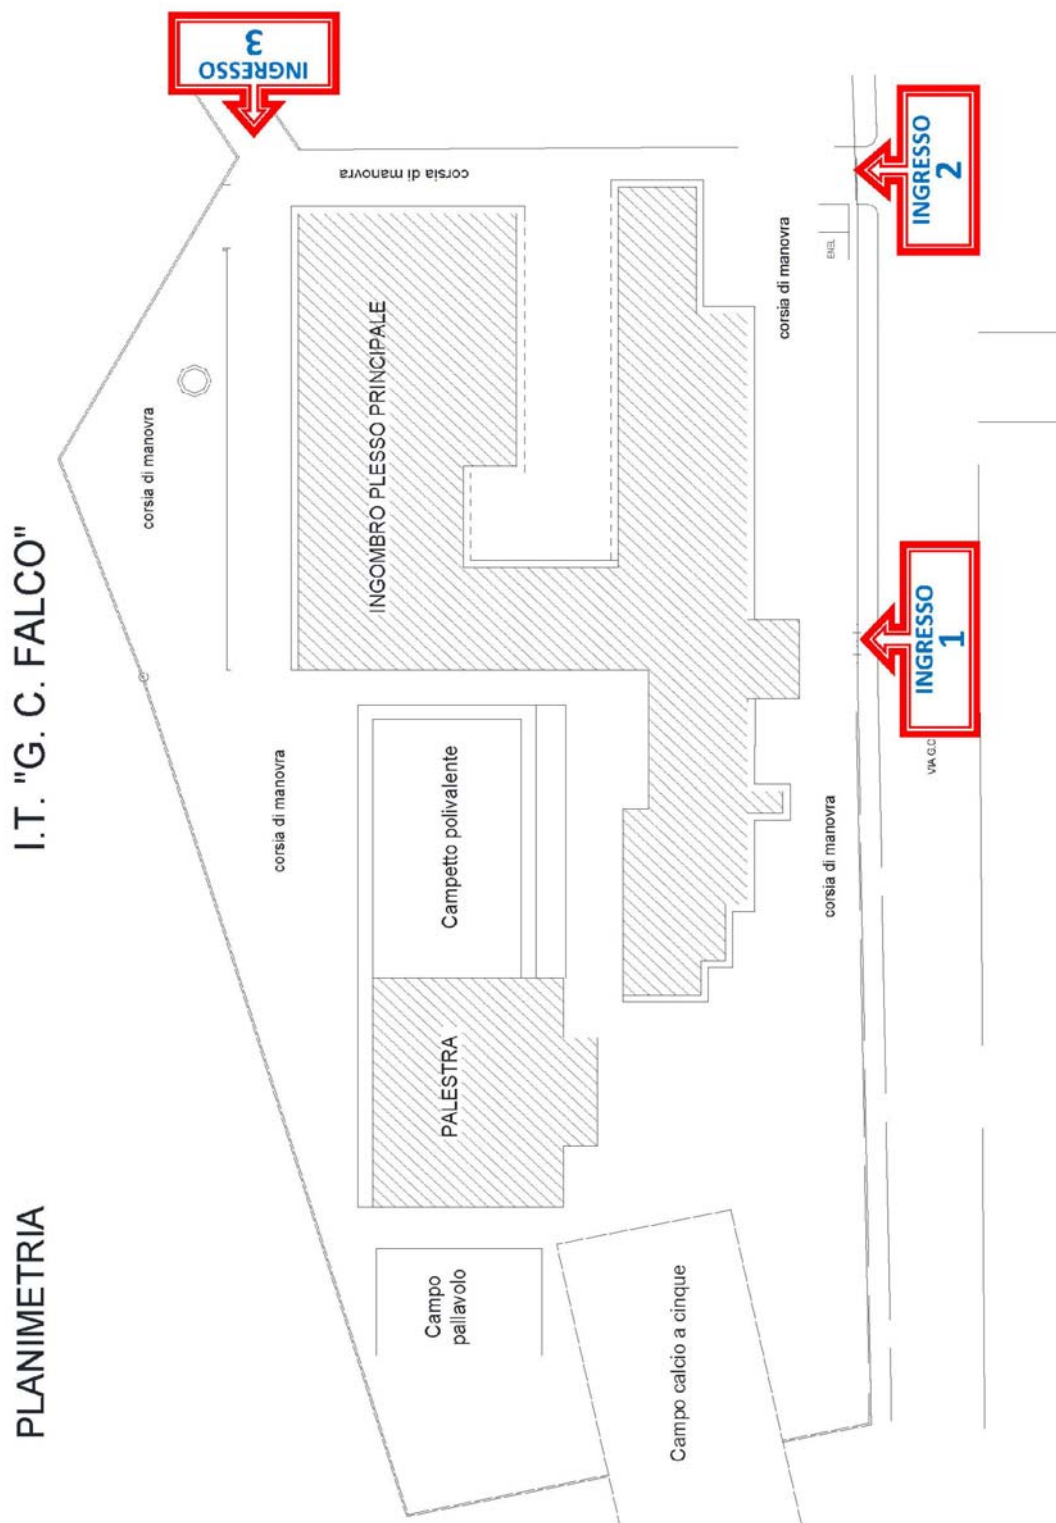 PLANIMETRIA
I.T. "G. C. FALCO"
INGRESSO
3
corsia di manovra
corsia di manovra
corsia di manovra
INGOMBRO PLESSO PRINCIPALE
Campetto polivalente
PALESTRA
Campo
pallavolo
Campo calcio a cinque
corsia di manovra
corsia di manovra
ENEL
INGRESSO
2
INGRESSO
1
VIA G.C